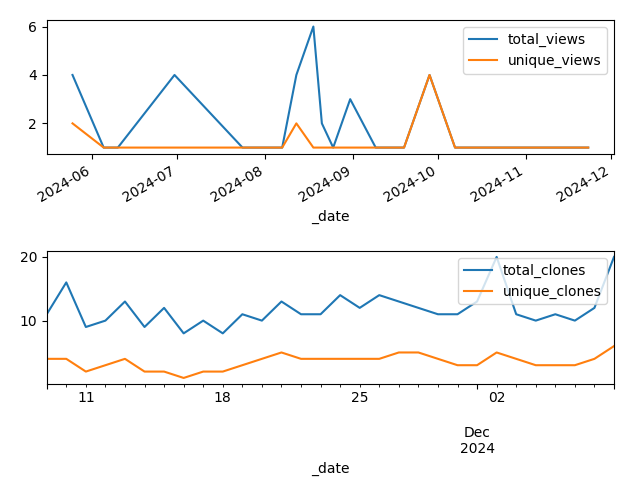 6
4
2
total_views
unique_views
2024-06
2024-07
2024-08
2024-09
2024-10
2024-11
2024-12
_date
20
10
total_clones
unique_clones
11
18
25
02
Dec
2024
_date